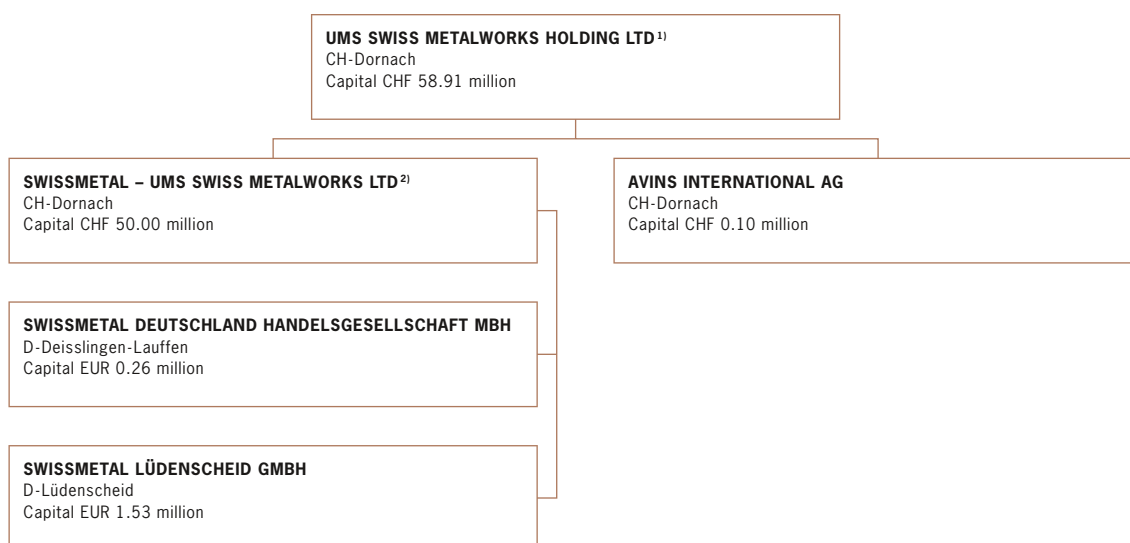 UMS SWISS METALWORKS HOLDING LTD 1)
CH-Dornach
Capital CHF 58.91 million
SWISSMETAL – UMS SWISS METALWORKS LTD 2)
CH-Dornach
Capital CHF 50.00 million
AVINS INTERNATIONAL AG
CH-Dornach
Capital CHF 0.10 million
SWISSMETAL DEUTSCHLAND HANDELSGESELLSCHAFT MBH
D-Deisslingen-Lauffen
Capital EUR 0.26 million
SWISSMETAL LÜDENSCHEID GMBH
D-Lüdenscheid
Capital EUR 1.53 million